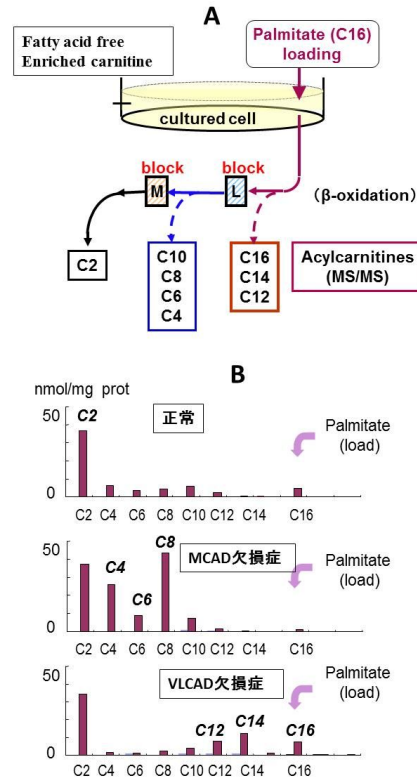 A
Fatty acid free
Enriched carnitine
Palmitate (C16)
loading
cultured cell
block
block
M
L
(β-oxidation)
C2
C10
C8
C6
C4
C16
C14
C12
Acylcarnitines
(MS/MS)
B
nmol/mg prot
50
0
C2
正常
Palmitate
(load)
C2 C4 C6 C8 C10 C12 C14 C16
50
0
C4
C6
C8
MCAD欠損症
Palmitate
(load)
C2 C4 C6 C8 C10 C12 C14 C16
50
0
VLCAD欠損症
C12
C14
C16
Palmitate
(load)
C2 C4 C6 C8 C10 C12 C14 C16